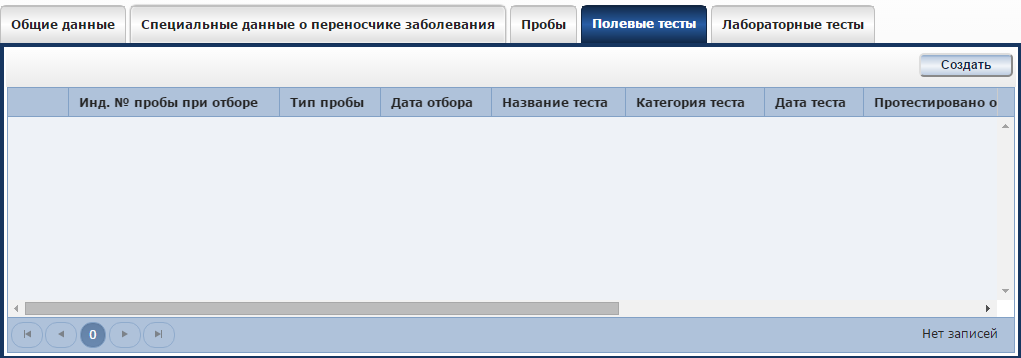 Общие данные Специальные данные о переносчике заболевания Пробы Полевые тесты Лабораторные тесты
Создать
Инд. № пробы при отборе Тип пробы Дата отбора Название теста Категория теста Дата теста Протестировано о
0 Нет записей